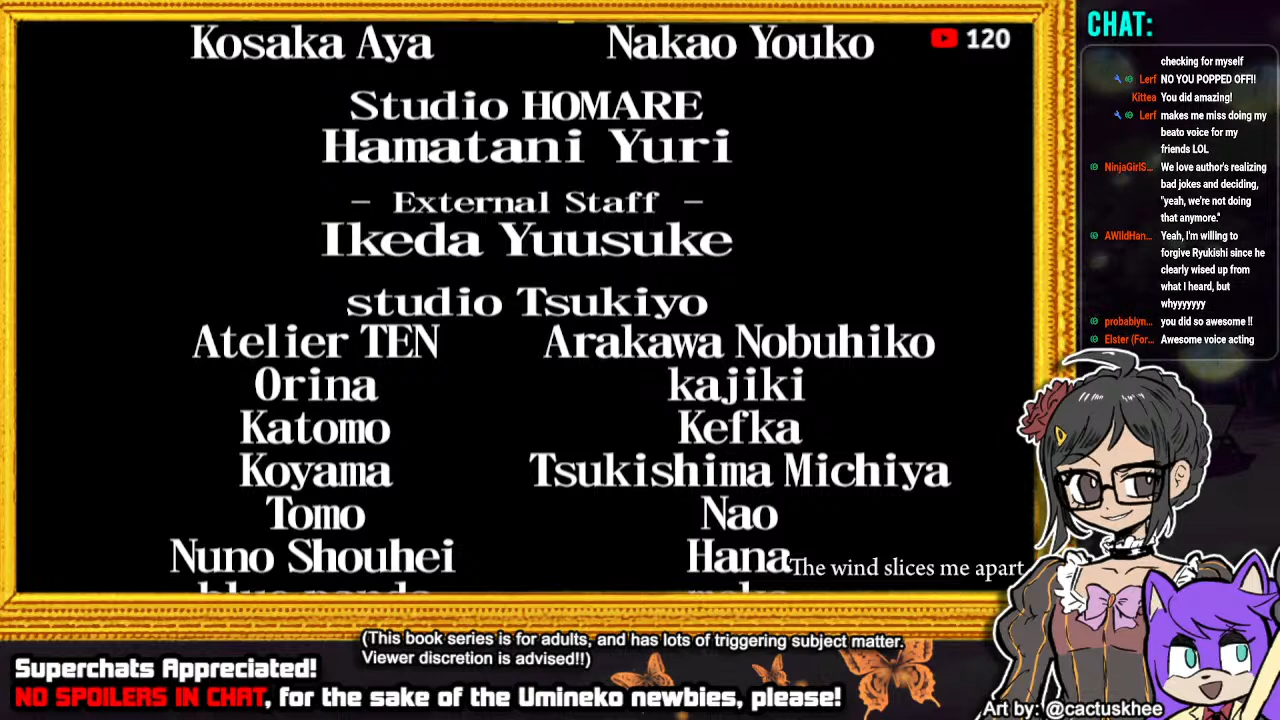 Kosaka Aya Nakao Youko
120
Studio HOMARE
Hamatani Yuri
- External Staff -
Ikeda Yuusuke
studio Tsukiyo
Atelier TEN Arakawa Nobuhiko
Orina kajiki
Katomo Kefka
Koyama Tsukishima Michiya
Tomo Nao
Nuno Shouhei Hana
The wind slices me apart
(This book series is for adults, and has lots of triggering subject matter.
Viewer discretion is advised!!)
Superchats Appreciated!
NO SPOILERS IN CHAT, for the sake of the Umineko newbies, please!
CHAT:
checking for myself
Lerf NO YOU POPPED OFF!!
Kittea You did amazing!
Lerf makes me miss doing my
beato voice for my
friends LOL
NinjaGirlS... We love author's realizing
bad jokes and deciding,
"yeah, we're not doing
that anymore."
AWildHan... Yeah, I'm willing to
forgive Ryukishi since he
clearly wised up from
what I heard, but
whyyyyyyy
probablyn... you did so awesome !!
Elster (For... Awesome voice acting
Art by: @cactuskhee